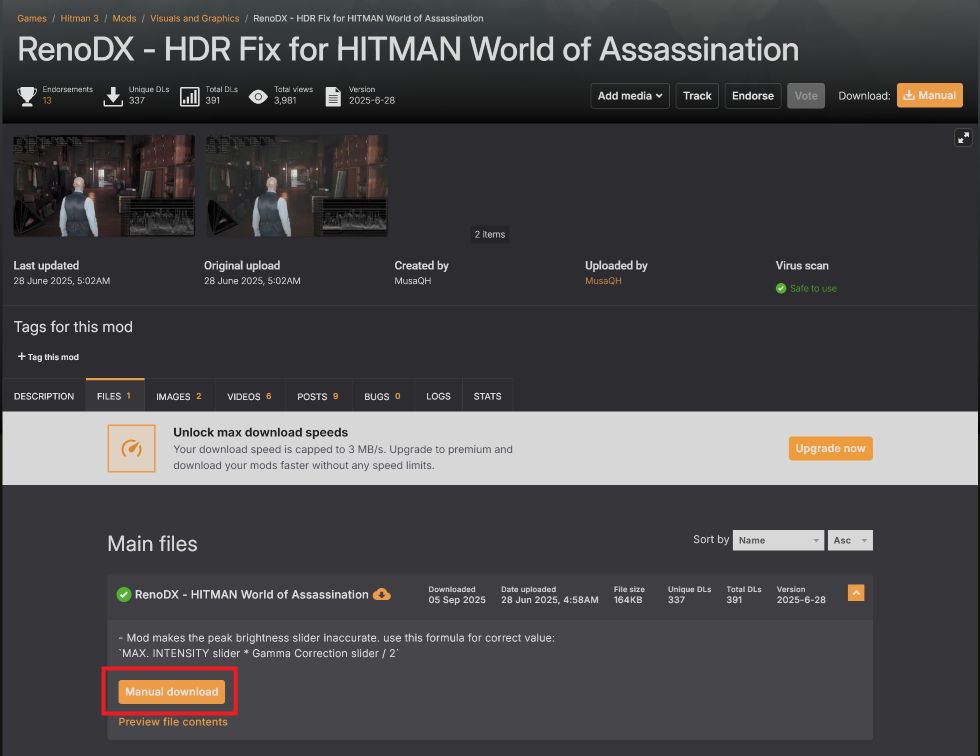 Games / Hitman 3 / Mods / Visuals and Graphics / RenoDX - HDR Fix for HITMAN World of Assassination
RenoDX - HDR Fix for HITMAN World of Assassination
Endorsements
13
Unique DLs
337
Total DLs
391
Total views
3,981
Version
2025-6-28
Add media
Track
Endorse
Vote
Download:
Manual
2 items
Last updated
28 June 2025, 5:02AM
Original upload
28 June 2025, 5:02AM
Created by
MusaQH
Uploaded by
MusaQH
Virus scan
Safe to use
Tags for this mod
+ Tag this mod
DESCRIPTION
FILES 1
IMAGES 2
VIDEOS 6
POSTS 9
BUGS 0
LOGS
STATS
Unlock max download speeds
Your download speed is capped to 3 MB/s. Upgrade to premium and
download your mods faster without any speed limits.
Upgrade now
Main files
Sort by
Name
Asc
RenoDX - HITMAN World of Assassination
Downloaded
05 Sep 2025
Date uploaded
28 Jun 2025, 4:58AM
File size
164KB
Unique DLs
337
Total DLs
391
Version
2025-6-28
- Mod makes the peak brightness slider inaccurate. use this formula for correct value:
`MAX. INTENSITY slider * Gamma Correction slider / 2`
Manual download
Preview file contents